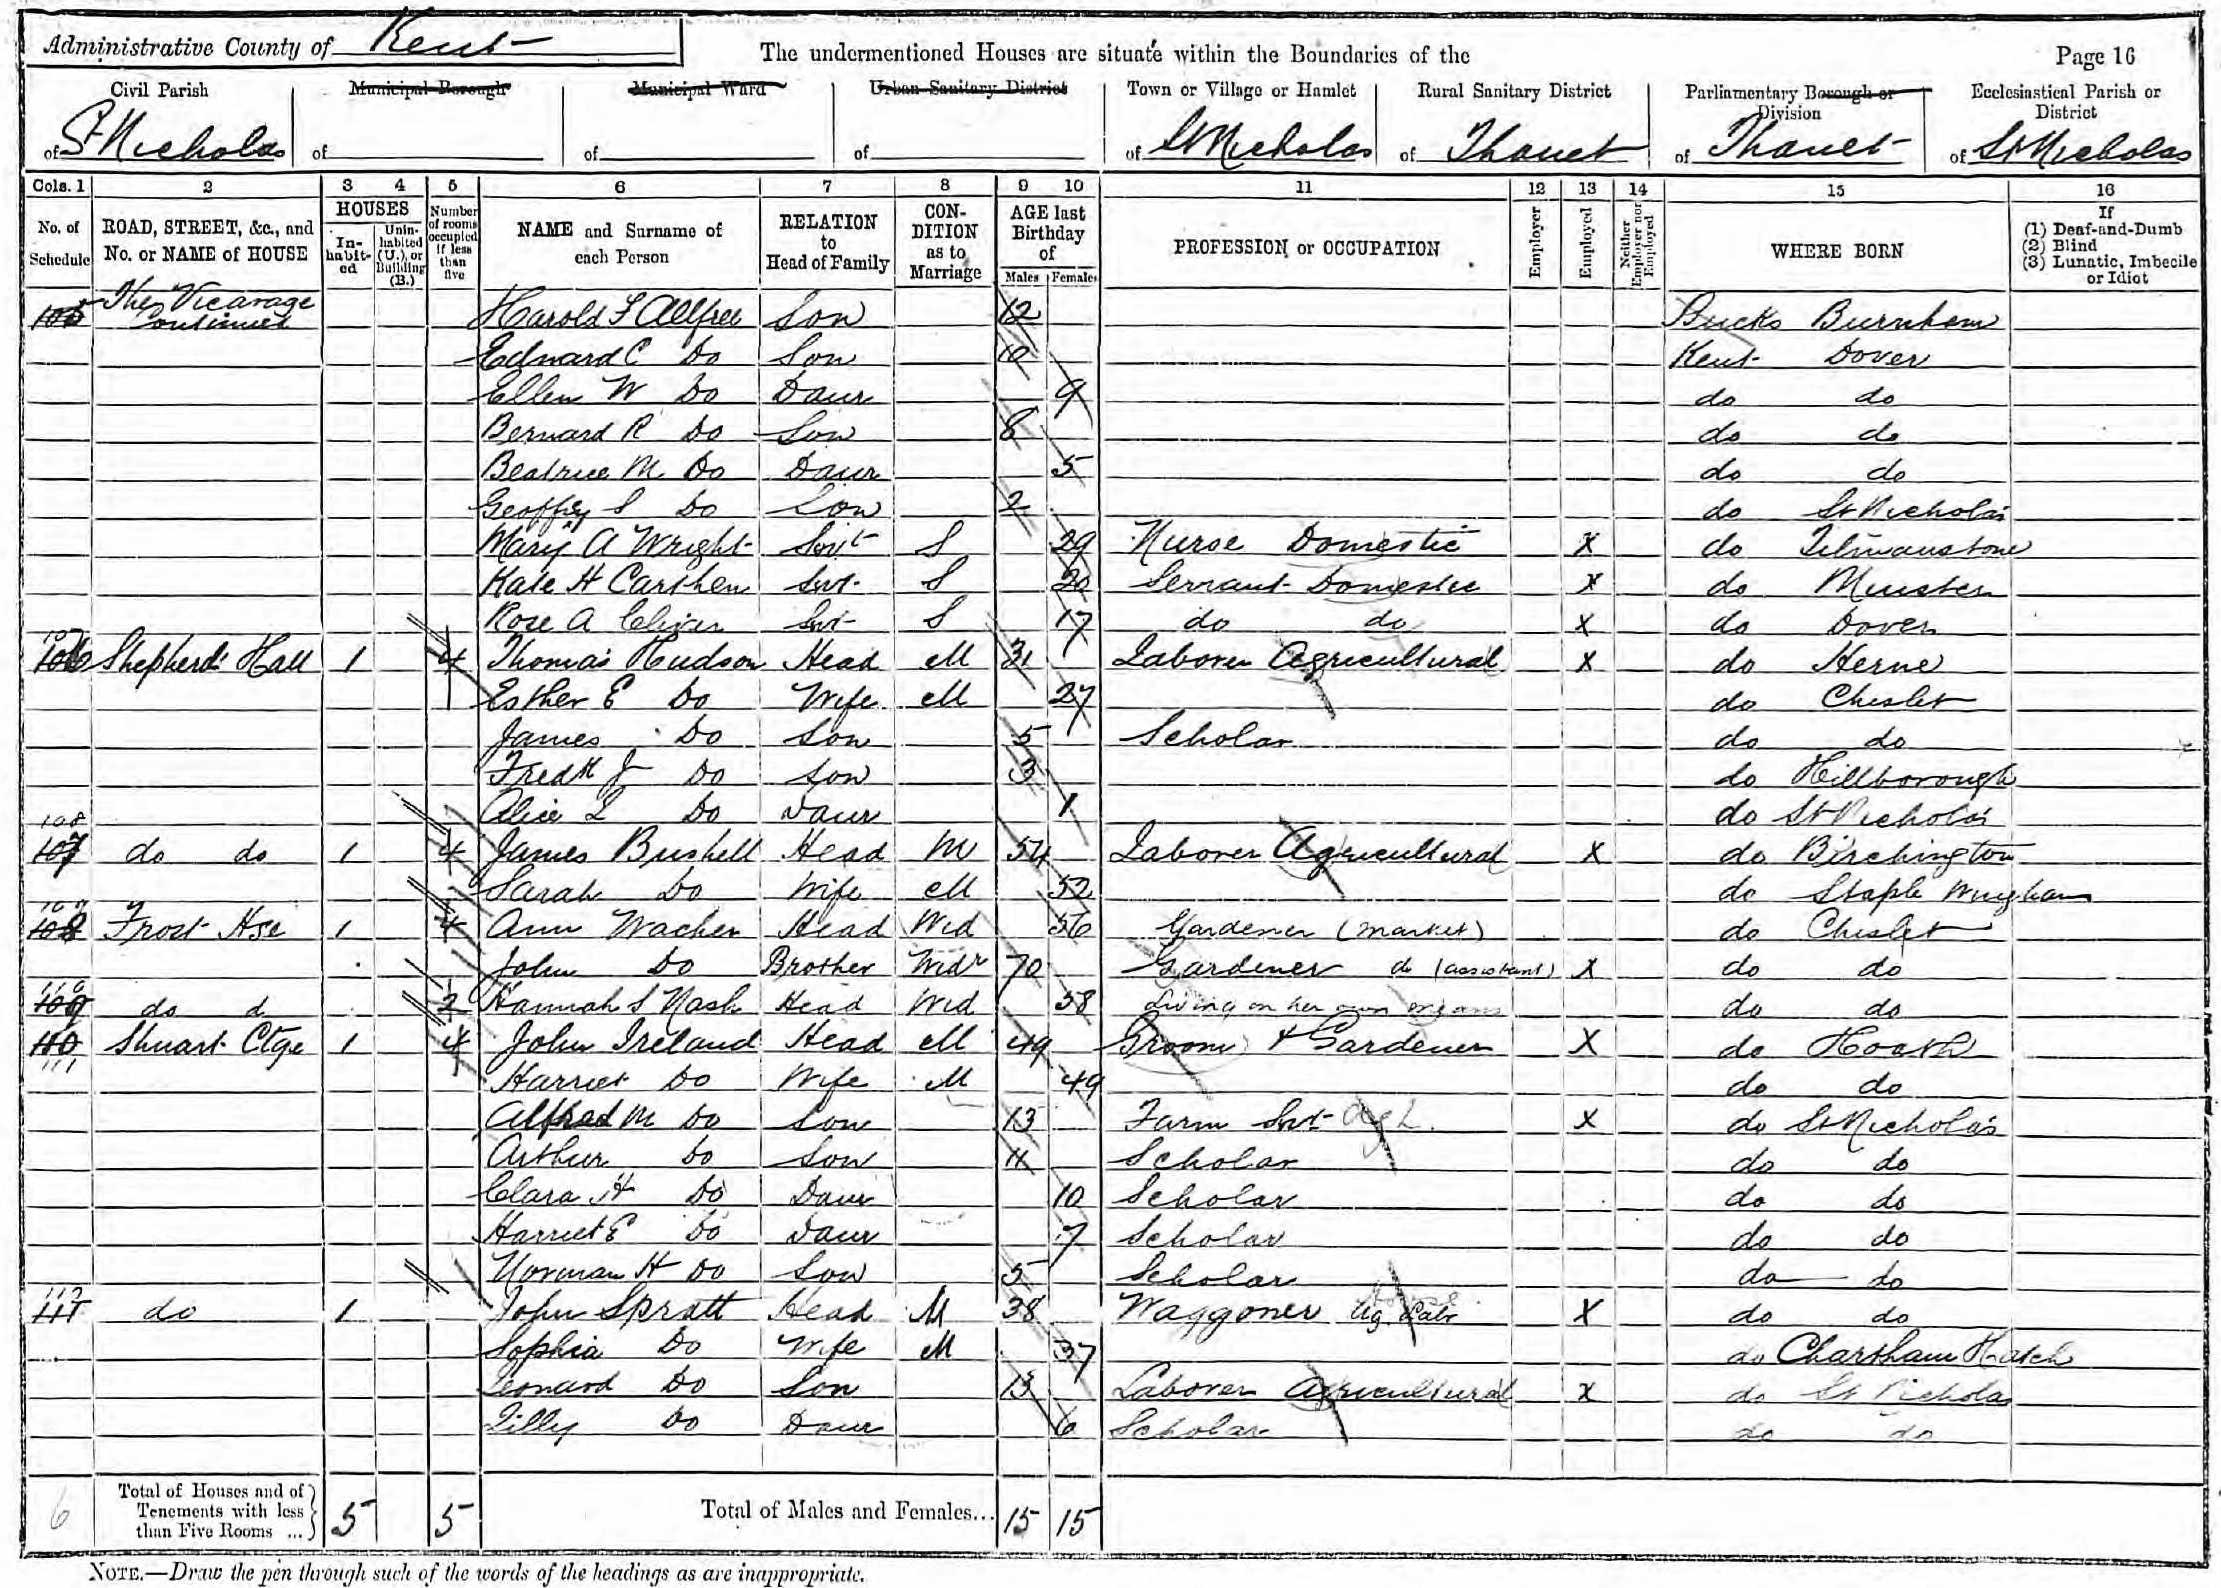 Administrative County of Kent
The undermentioned Houses are situate within the Boundaries of the
Page 16
Civil Parish of St Nicholas
Municipal Borough of
Municipal Ward of
Urban Sanitary District of
Town or Village or Hamlet of St Nicholas
Rural Sanitary District of Thanet
Parliamentary Borough or Division of Thanet
Ecclesiastical Parish or District of St Nicholas
Cols. 1 2 3 4 5 6 7 8 9 10 11 12 13 14 15 16
No. of Schedule
ROAD, STREET, &c., and No. or NAME of HOUSE
HOUSES
In-habit-ed
Unin-habited (U.), or Building (B.)
Number of rooms occupied if less than five
NAME and Surname of each Person
RELATION to Head of Family
CON-DITION as to Marriage
AGE last Birthday of
Males Females
PROFESSION or OCCUPATION
Employer
Employed
Neither Employer nor Employed
WHERE BORN
If
(1) Deaf-and-Dumb
(2) Blind
(3) Lunatic, Imbecile or Idiot
105 The Vicarage Continued Harold F Allfree Son 12 Bucks Burnham
Edward C Do Son 10 Kent Dover
Ellen W Do Daur 9 do do
Bernard R Do Son 8 do do
Beatrice M Do Daur 5 do do
Geoffry S Do Son 2 do St Nicholas
Mary A Wright Servt S 29 Nurse Domestic X do Tilmanstone
Kate H Servt S 20 Servant Domestic X do Minster
Rose A Servt S 17 do do X do Dover
107
106 Shepherds Hall 1 4 Thomas Hudson Head M 31 Laborer Agricultural X do Herne
Esther E Do Wife M 27 do Chislet
James Do Son 5 Scholar do do
Fredk J Do Son 3 do Hillborough
Alice L Do Daur 1 do St Nicholas
108
107 do do 1 4 James Bushell Head M 54 Laborer Agricultural X do Birchington
Sarah Do Wife M 52 do Staple Wingham
109
108 Frost Hse 1 4 Ann Wacher Head Wid 56 Gardener (market) do Chislet
John Do Brother Widr 70 Gardener do (assistant) X do do
110
109 do d 2 Hannah S Nash Head Wid 58 Living on her own means do do
110 Stuart Ctge 1 4 John Ireland Head M 49 Groom & Gardener X do Hoath
111
Harriet Do Wife M 49 do do
Alfred M Do Son 13 Farm Servt Ag L. X do St Nicholas
Arthur Do Son 11 Scholar do do
Clara H Do Daur 10 Scholar do do
Harriet E Do Daur 7 Scholar do do
Norman H Do Son 5 Scholar do do
112
111 do 1 John Spratt Head M 38 Waggoner Ag Labr Horse X do do
Sophia Do Wife M 37 do Chartham Hatch
Leonard Do Son 13 Laborer Agricultural X do St Nicholas
Lilly Do Daur 6 Scholar do do
6
Total of Houses and of Tenements with less than Five Rooms ... 5 5
Total of Males and Females... 15 15
NOTE.—Draw the pen through such of the words of the headings as are inappropriate.